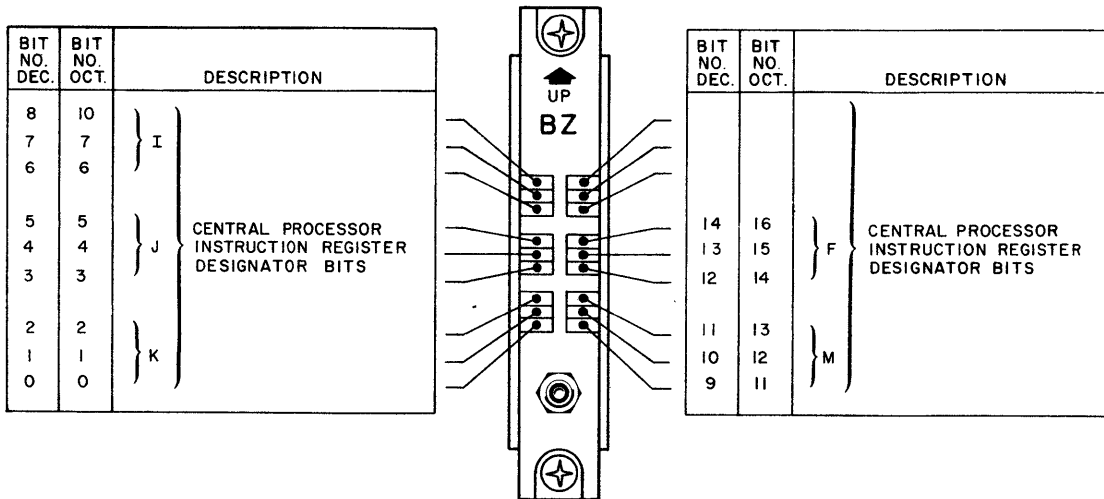 BIT NO. DEC. BIT NO. OCT. DESCRIPTION
8 10
7 7 I
6 6
5 5
4 4 J
3 3
2 2
1 1 K
0 0
CENTRAL PROCESSOR
INSTRUCTION REGISTER
DESIGNATOR BITS
UP
BZ
BIT NO. DEC. BIT NO. OCT. DESCRIPTION
14 16
13 15 F
12 14
11 13
10 12 M
9 11
CENTRAL PROCESSOR
INSTRUCTION REGISTER
DESIGNATOR BITS